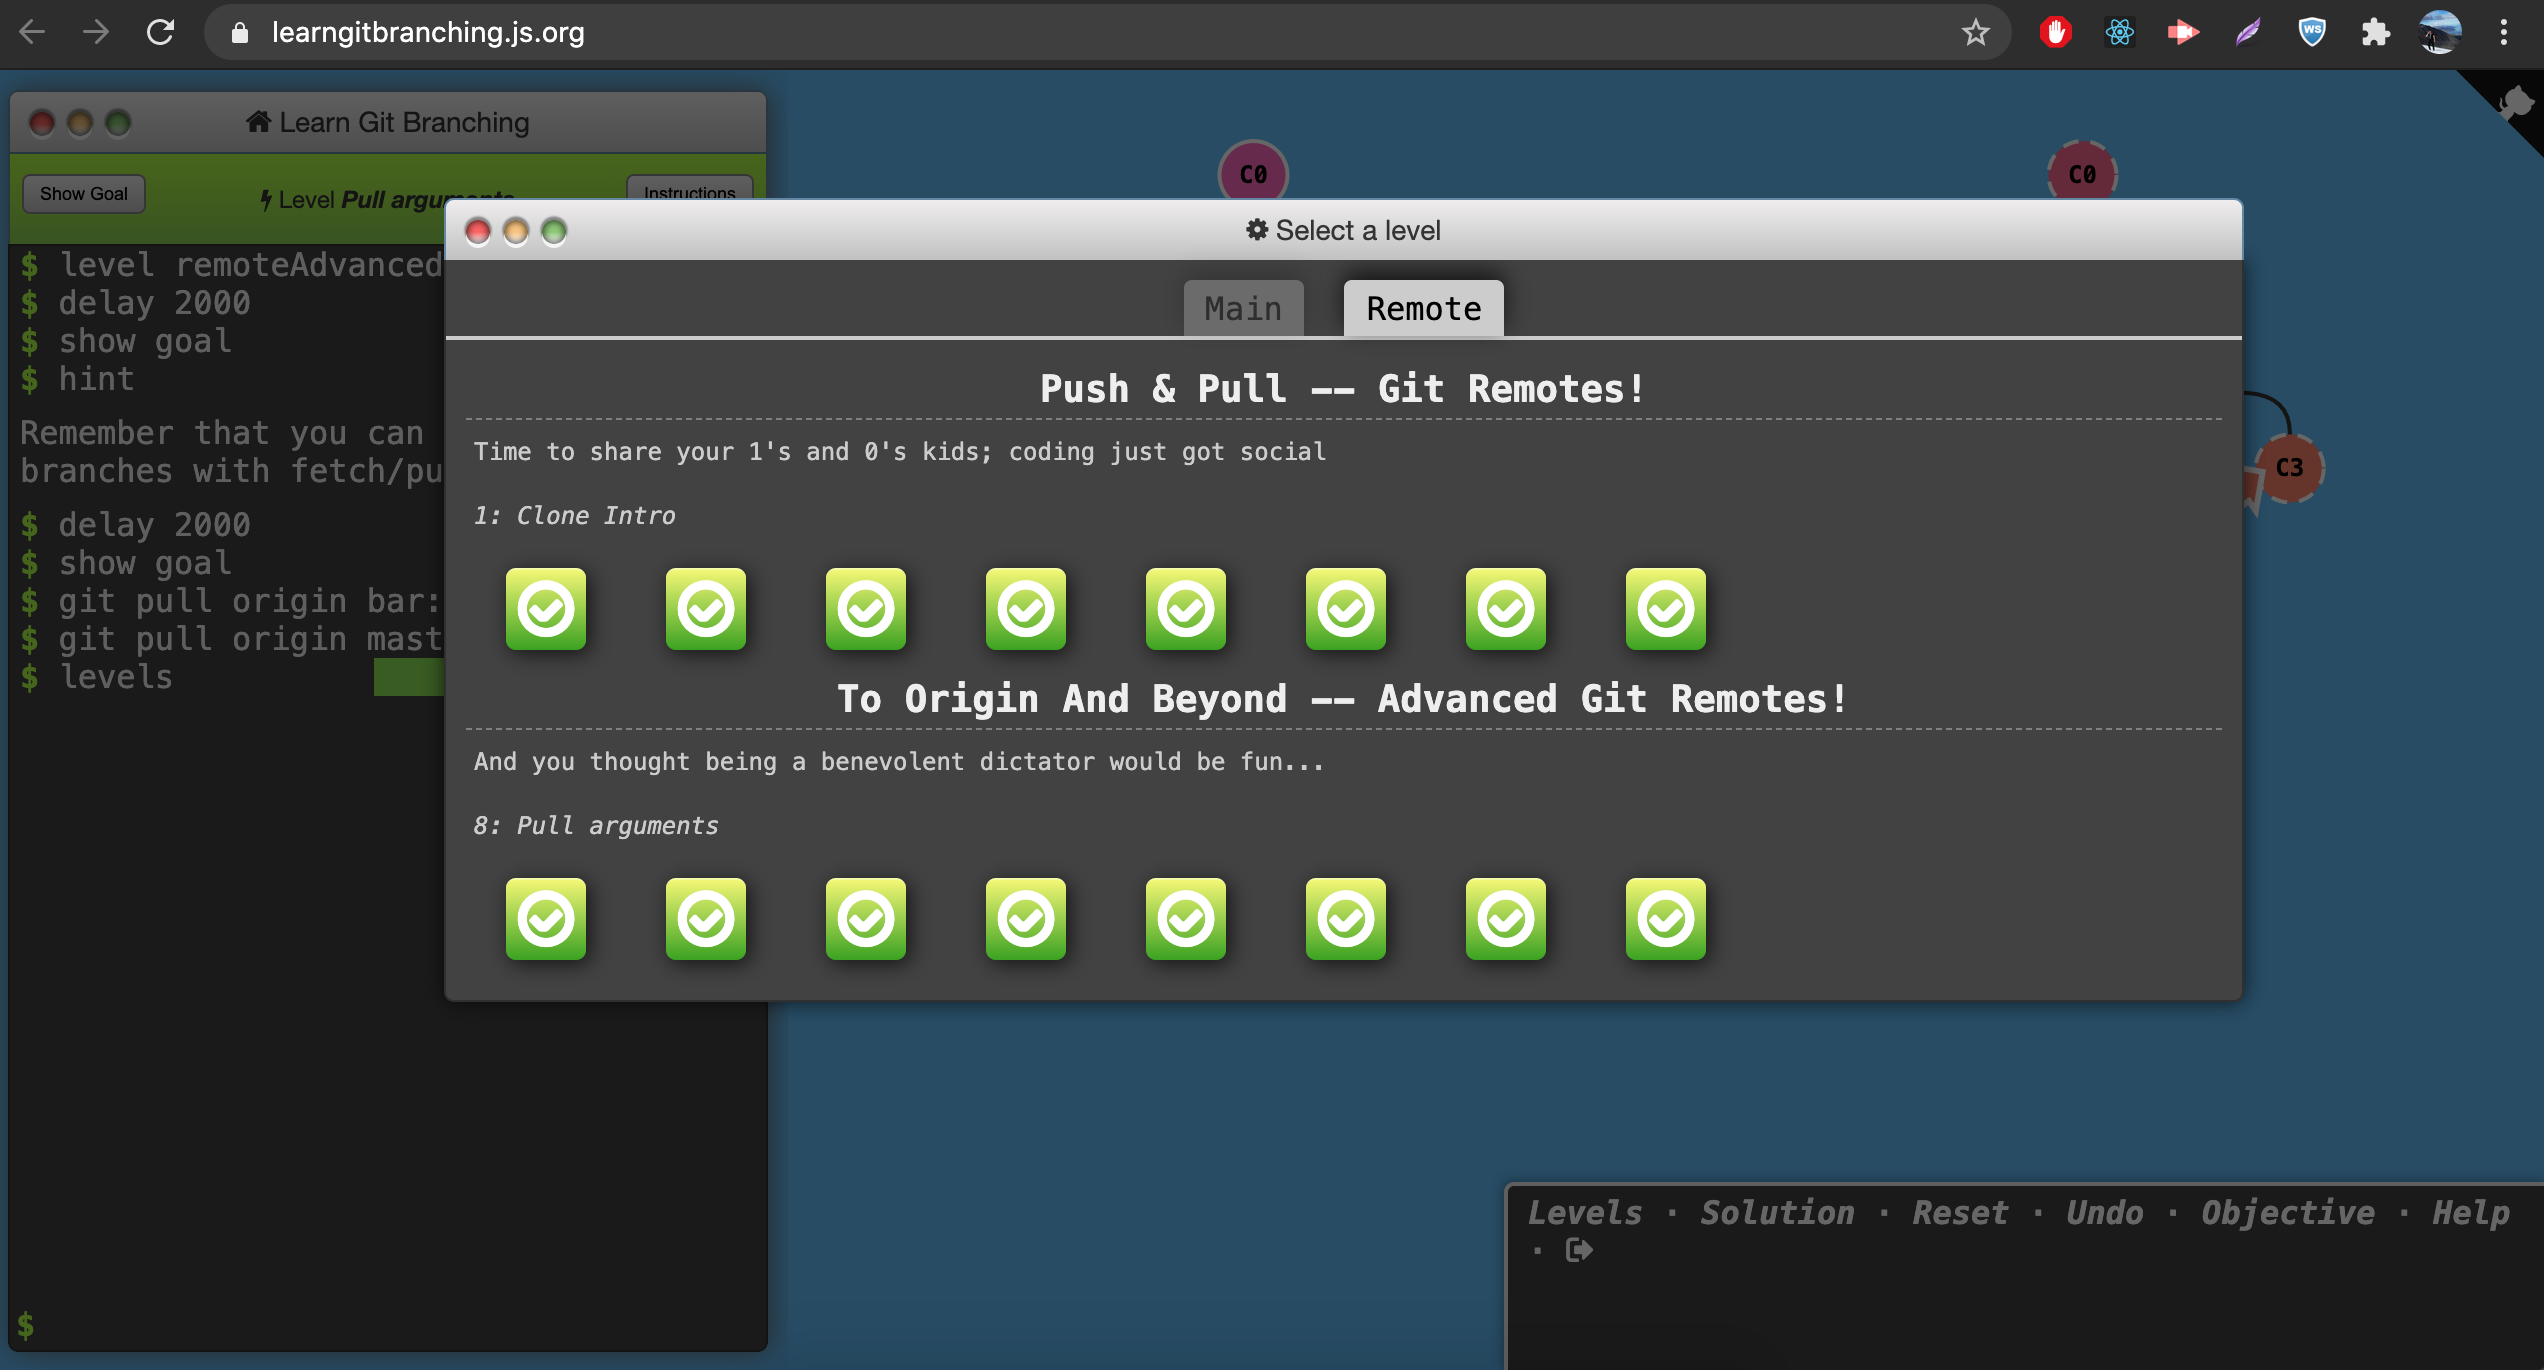 learngitbranching.js.org
WS
Learn Git Branching
Show Goal
Level Pull arguments
Instructions
C0
C0
$ level remoteAdvanced
$ delay 2000
$ show goal
$ hint
Remember that you can
branches with fetch/pu
$ delay 2000
$ show goal
$ git pull origin bar:
$ git pull origin mast
$ levels
$
Select a level
Main
Remote
Push & Pull -- Git Remotes!
Time to share your 1's and 0's kids; coding just got social
1: Clone Intro
To Origin And Beyond -- Advanced Git Remotes!
And you thought being a benevolent dictator would be fun...
8: Pull arguments
C3
Levels · Solution · Reset · Undo · Objective · Help
·